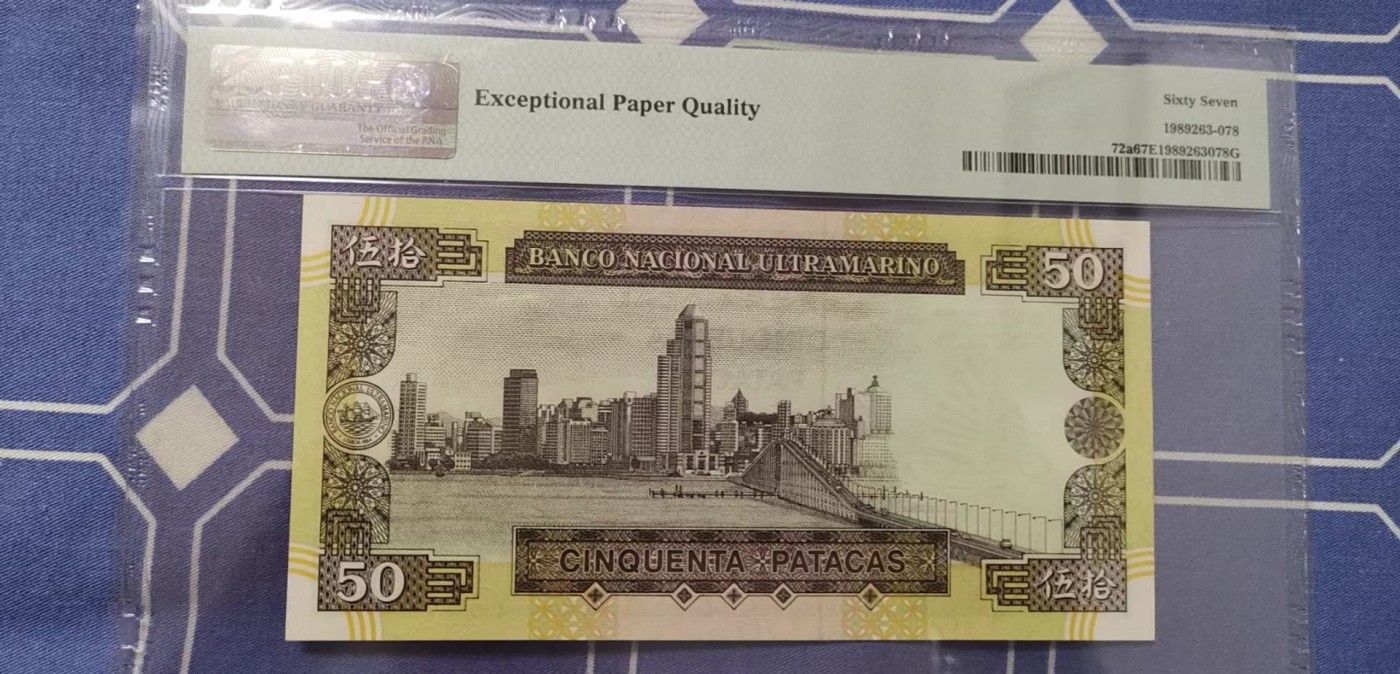 The Official Grading
Service of the PNA
Exceptional Paper Quality
Sixty Seven
1989263-078
72a67E1989263078G
伍拾
BANCO NACIONAL ULTRAMARINO
50
50
CINQUENTA PATACAS
伍拾